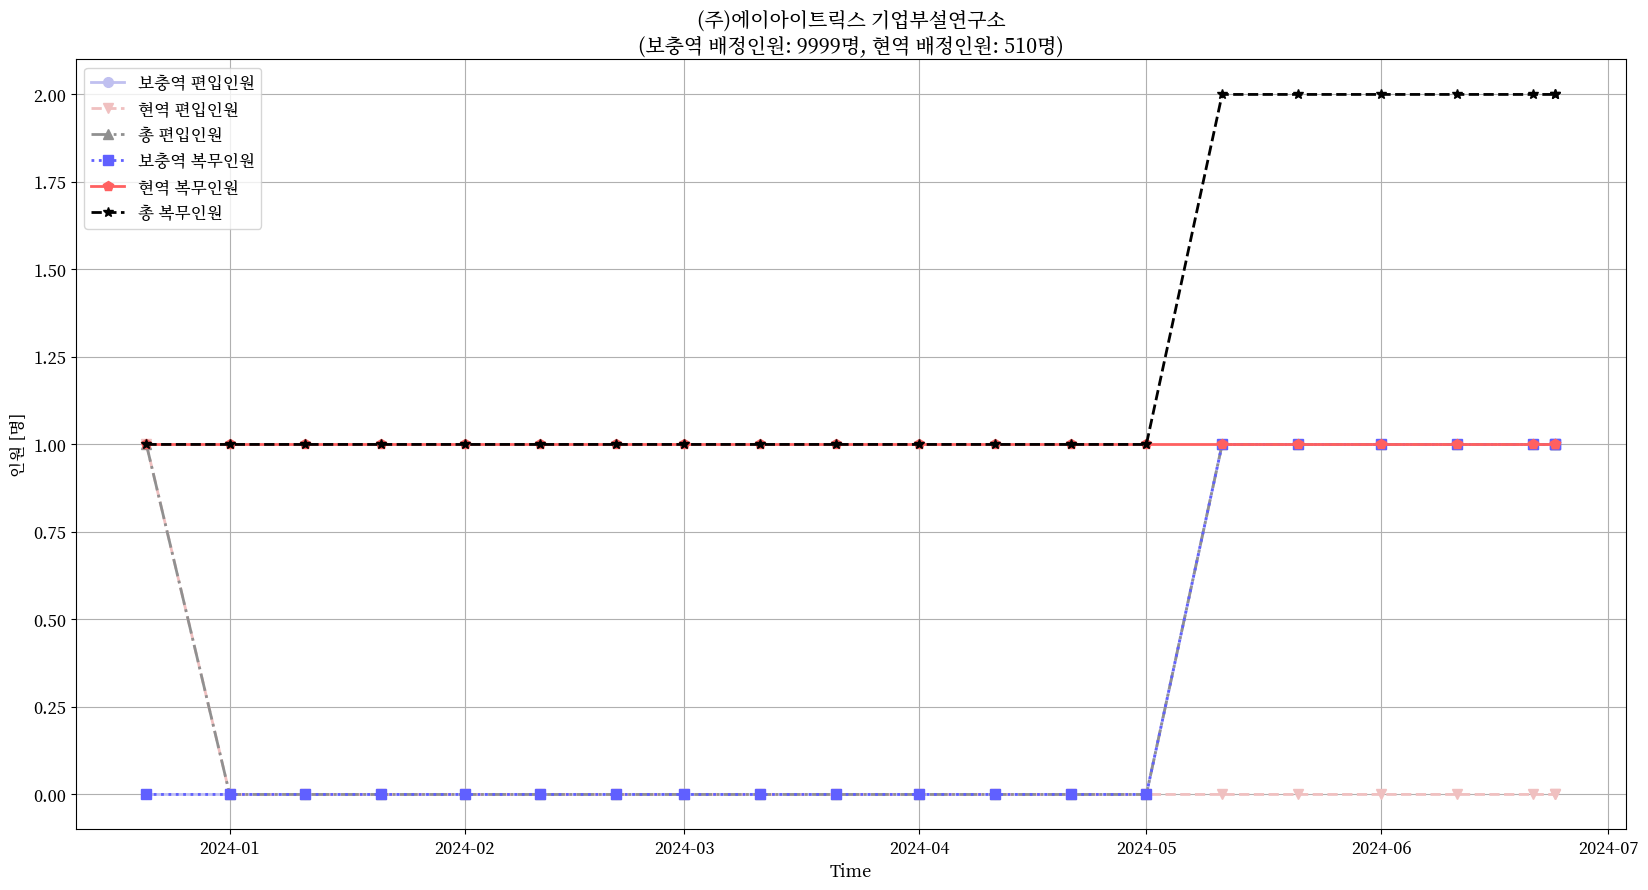 (주)에이아이트릭스 기업부설연구소
(보충역 배정인원: 9999명, 현역 배정인원: 510명)
보충역 편입인원
현역 편입인원
총 편입인원
보충역 복무인원
현역 복무인원
총 복무인원
인원 [명]
2.00
1.75
1.50
1.25
1.00
0.75
0.50
0.25
0.00
2024-01
2024-02
2024-03
2024-04
2024-05
2024-06
2024-07
Time